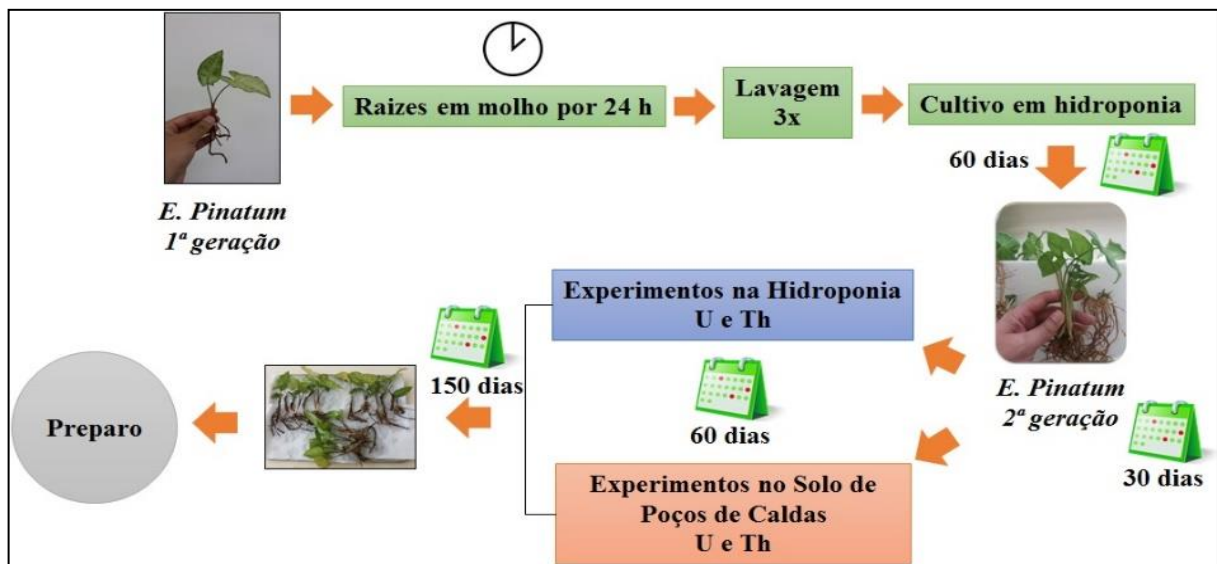 Raizes em molho por 24 h
Lavagem
3x
Cultivo em hidroponia
E. Pinatum
1ª geração
60 dias
E. Pinatum
2ª geração
30 dias
Experimentos na Hidroponia
U e Th
60 dias
Experimentos no Solo de
Poços de Caldas
U e Th
150 dias
Preparo